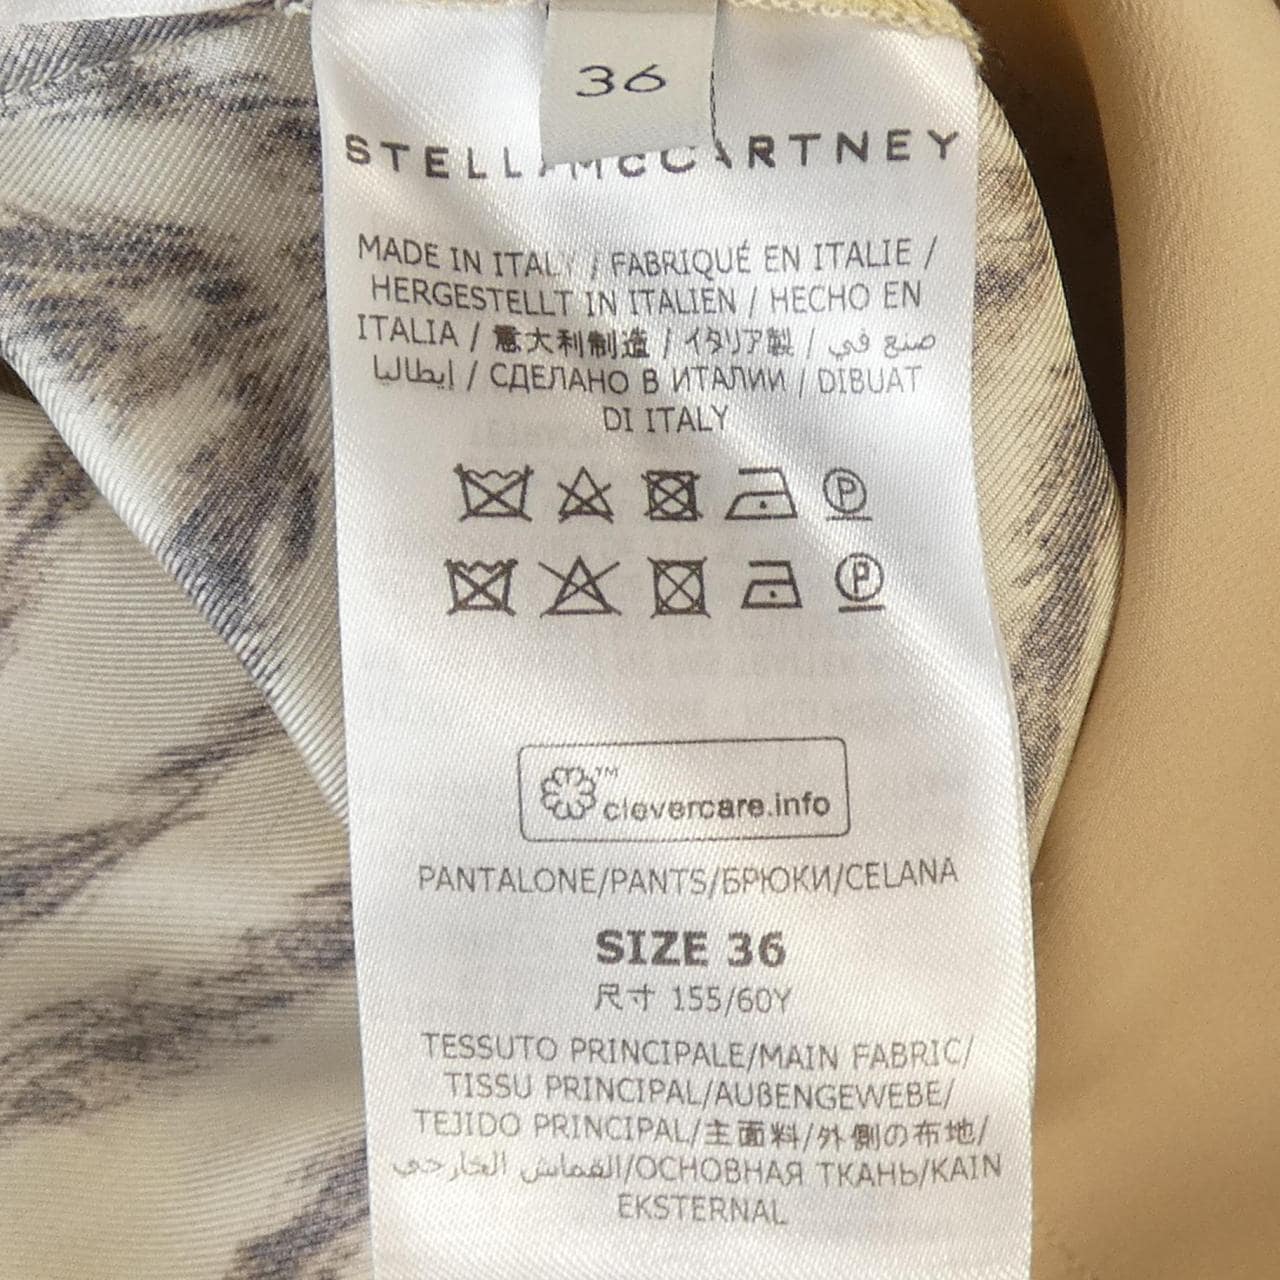 36
STELLA McCARTNEY
MADE IN ITALY / FABRIQUÉ EN ITALIE /
HERGESTELLT IN ITALIEN / HECHO EN
ITALIA / 意大利制造 / イタリア製 / صنع في
إيطاليا / СДЕЛАНО В ИТАЛИИ / DIBUAT
DI ITALY
P
P
™
clevercare.info
PANTALONE/PANTS/БРЮКИ/CELANA
SIZE 36
尺寸 155/60Y
TESSUTO PRINCIPALE/MAIN FABRIC/
TISSU PRINCIPAL/AUßENGEWEBE/
TEJIDO PRINCIPAL/主面料/外側の布地/
القماش الخارجي/ОСНОВНАЯ ТКАНЬ/KAIN
EKSTERNAL